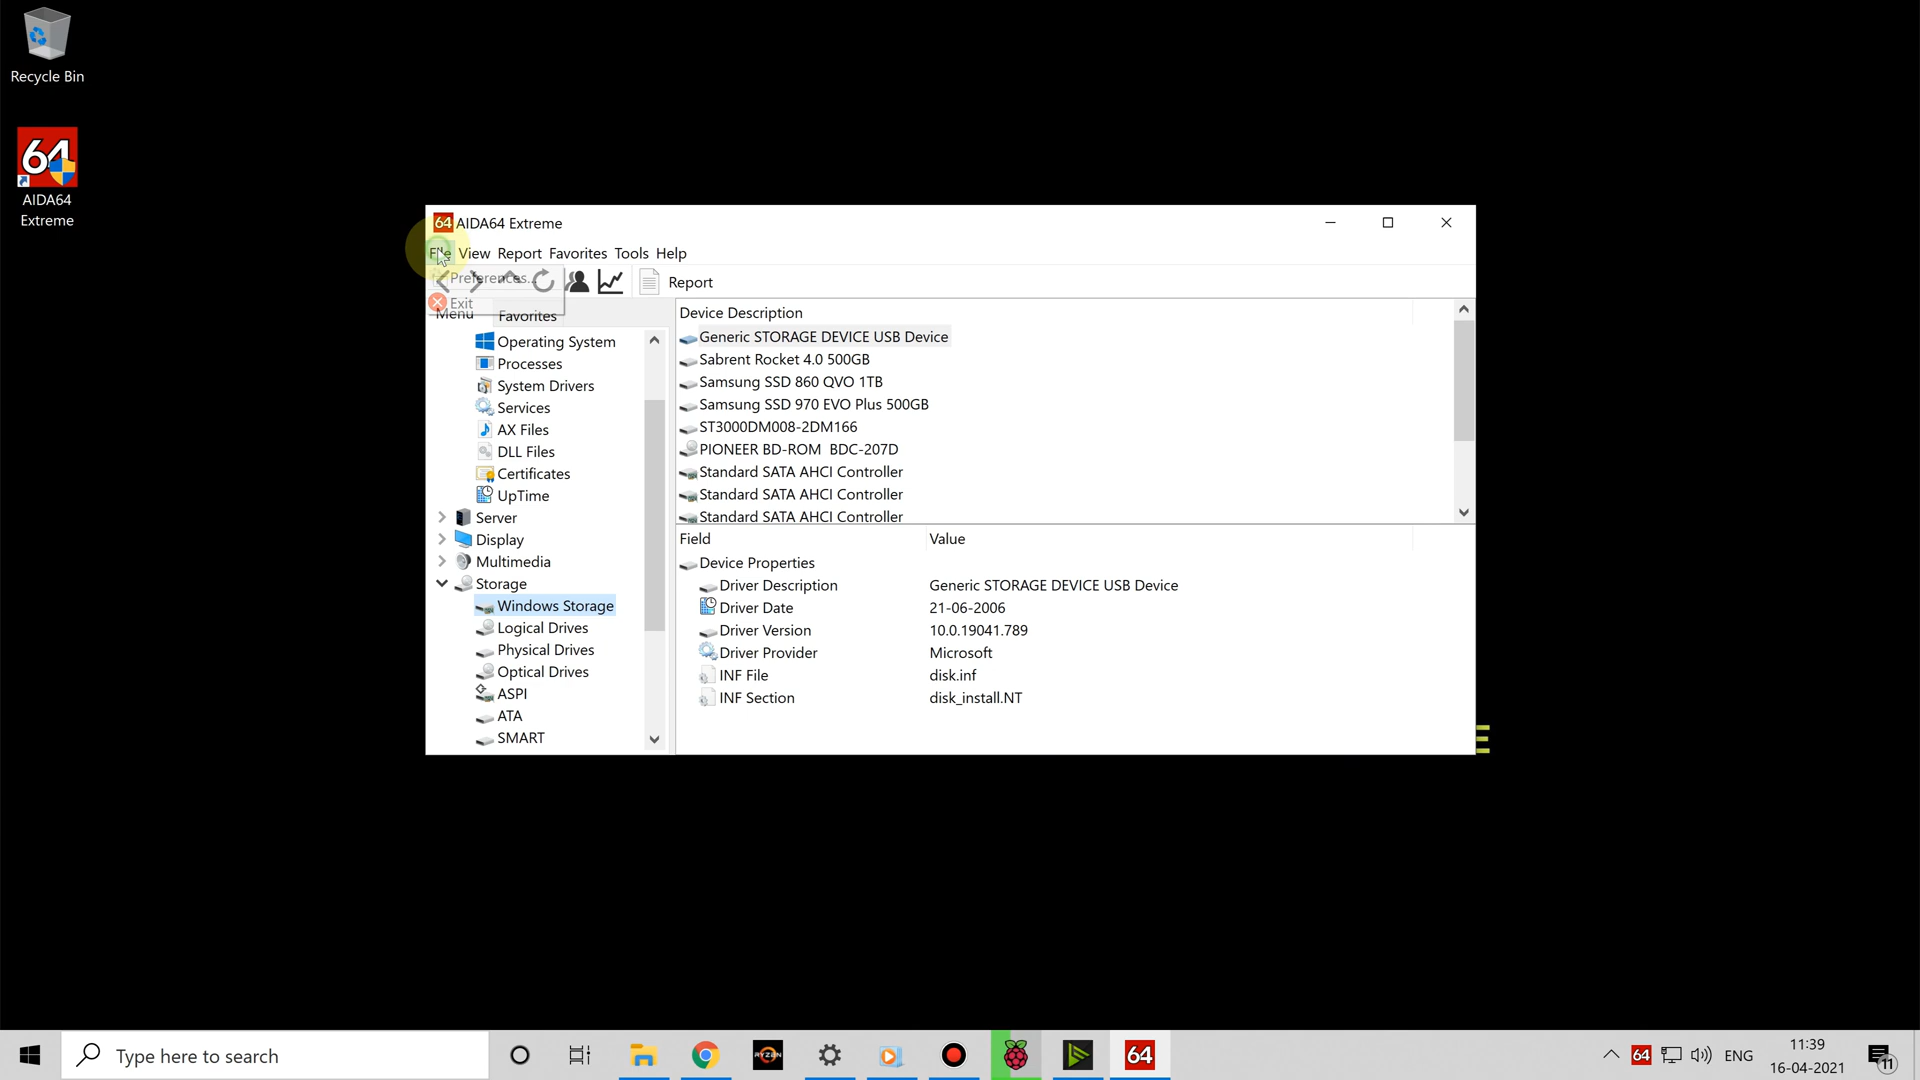 Recycle Bin
64
AIDA64
Extreme
64 AIDA64 Extreme
File View Report Favorites Tools Help
Preferences...
Exit
Report
Menu Favorites
Operating System
Processes
System Drivers
Services
AX Files
DLL Files
Certificates
UpTime
Server
Display
Multimedia
Storage
Windows Storage
Logical Drives
Physical Drives
Optical Drives
ASPI
ATA
SMART
Device Description
Generic STORAGE DEVICE USB Device
Sabrent Rocket 4.0 500GB
Samsung SSD 860 QVO 1TB
Samsung SSD 970 EVO Plus 500GB
ST3000DM008-2DM166
PIONEER BD-ROM BDC-207D
Standard SATA AHCI Controller
Standard SATA AHCI Controller
Standard SATA AHCI Controller
Field Value
Device Properties
Driver Description Generic STORAGE DEVICE USB Device
Driver Date 21-06-2006
Driver Version 10.0.19041.789
Driver Provider Microsoft
INF File disk.inf
INF Section disk_install.NT
Type here to search
RYZEN
64
64
ENG
11:39
16-04-2021
11